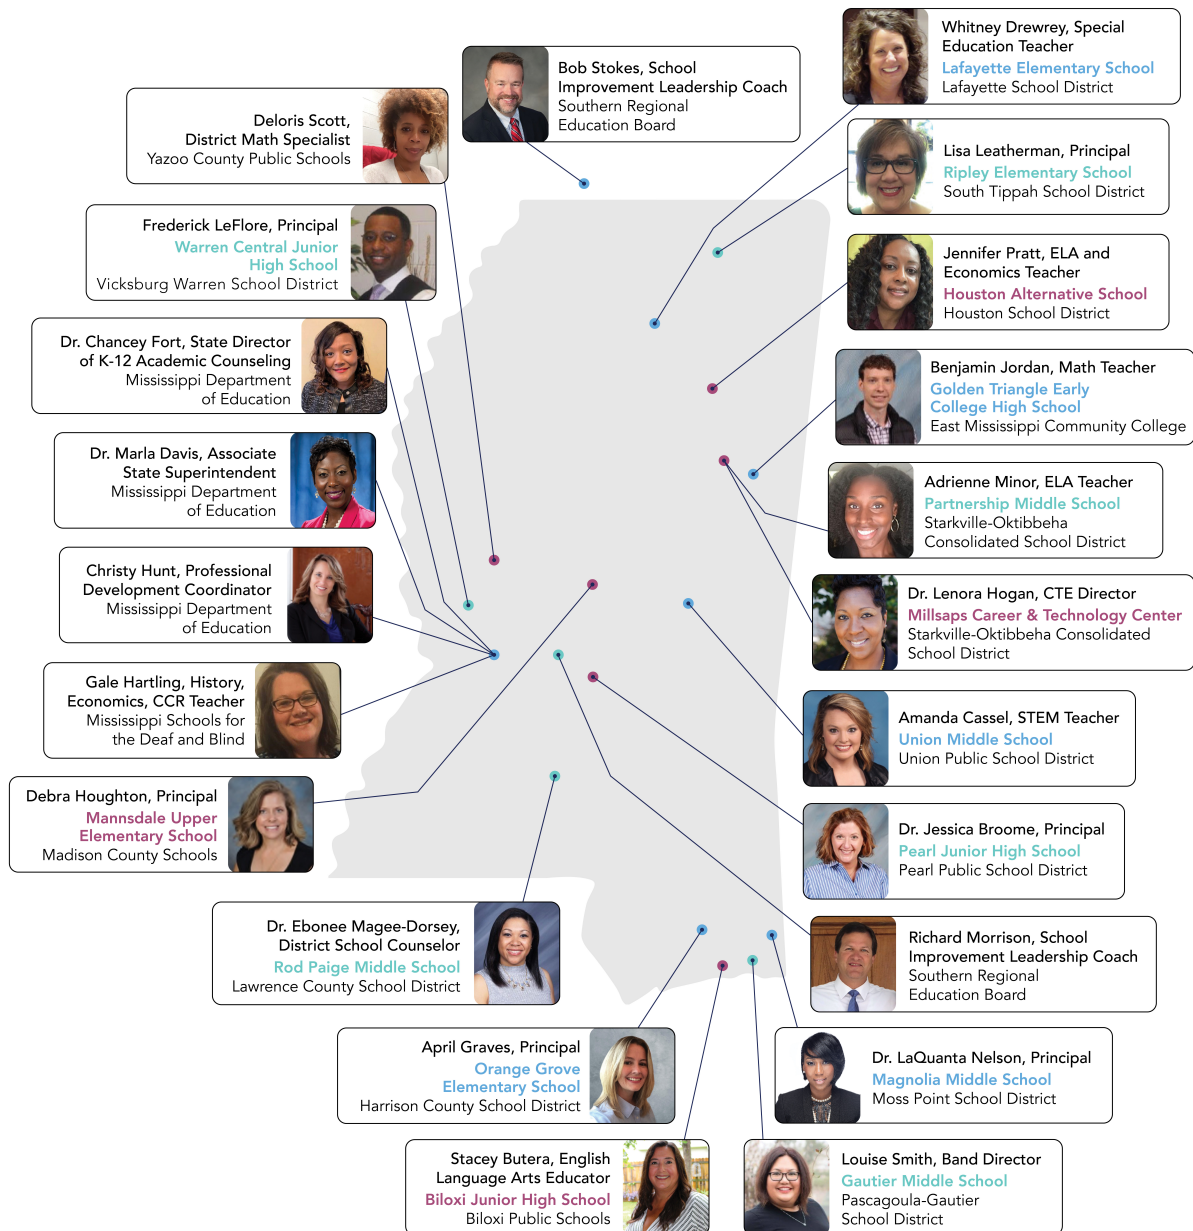 Bob Stokes, School
Improvement Leadership Coach
Southern Regional
Education Board
Whitney Drewrey, Special
Education Teacher
Lafayette Elementary School
Lafayette School District
Deloris Scott,
District Math Specialist
Yazoo County Public Schools
Lisa Leatherman, Principal
Ripley Elementary School
South Tippah School District
Frederick LeFlore, Principal
Warren Central Junior
High School
Vicksburg Warren School District
Jennifer Pratt, ELA and
Economics Teacher
Houston Alternative School
Houston School District
Dr. Chancey Fort, State Director
of K-12 Academic Counseling
Mississippi Department
of Education
Benjamin Jordan, Math Teacher
Golden Triangle Early
College High School
East Mississippi Community College
Dr. Marla Davis, Associate
State Superintendent
Mississippi Department
of Education
Adrienne Minor, ELA Teacher
Partnership Middle School
Starkville-Oktibbeha
Consolidated School District
Christy Hunt, Professional
Development Coordinator
Mississippi Department
of Education
Dr. Lenora Hogan, CTE Director
Millsaps Career & Technology Center
Starkville-Oktibbeha Consolidated
School District
Gale Hartling, History,
Economics, CCR Teacher
Mississippi Schools for
the Deaf and Blind
Amanda Cassel, STEM Teacher
Union Middle School
Union Public School District
Debra Houghton, Principal
Mannsdale Upper
Elementary School
Madison County Schools
Dr. Jessica Broome, Principal
Pearl Junior High School
Pearl Public School District
Dr. Ebonee Magee-Dorsey,
District School Counselor
Rod Paige Middle School
Lawrence County School District
Richard Morrison, School
Improvement Leadership Coach
Southern Regional
Education Board
April Graves, Principal
Orange Grove
Elementary School
Harrison County School District
Dr. LaQuanta Nelson, Principal
Magnolia Middle School
Moss Point School District
Stacey Butera, English
Language Arts Educator
Biloxi Junior High School
Biloxi Public Schools
Louise Smith, Band Director
Gautier Middle School
Pascagoula-Gautier
School District